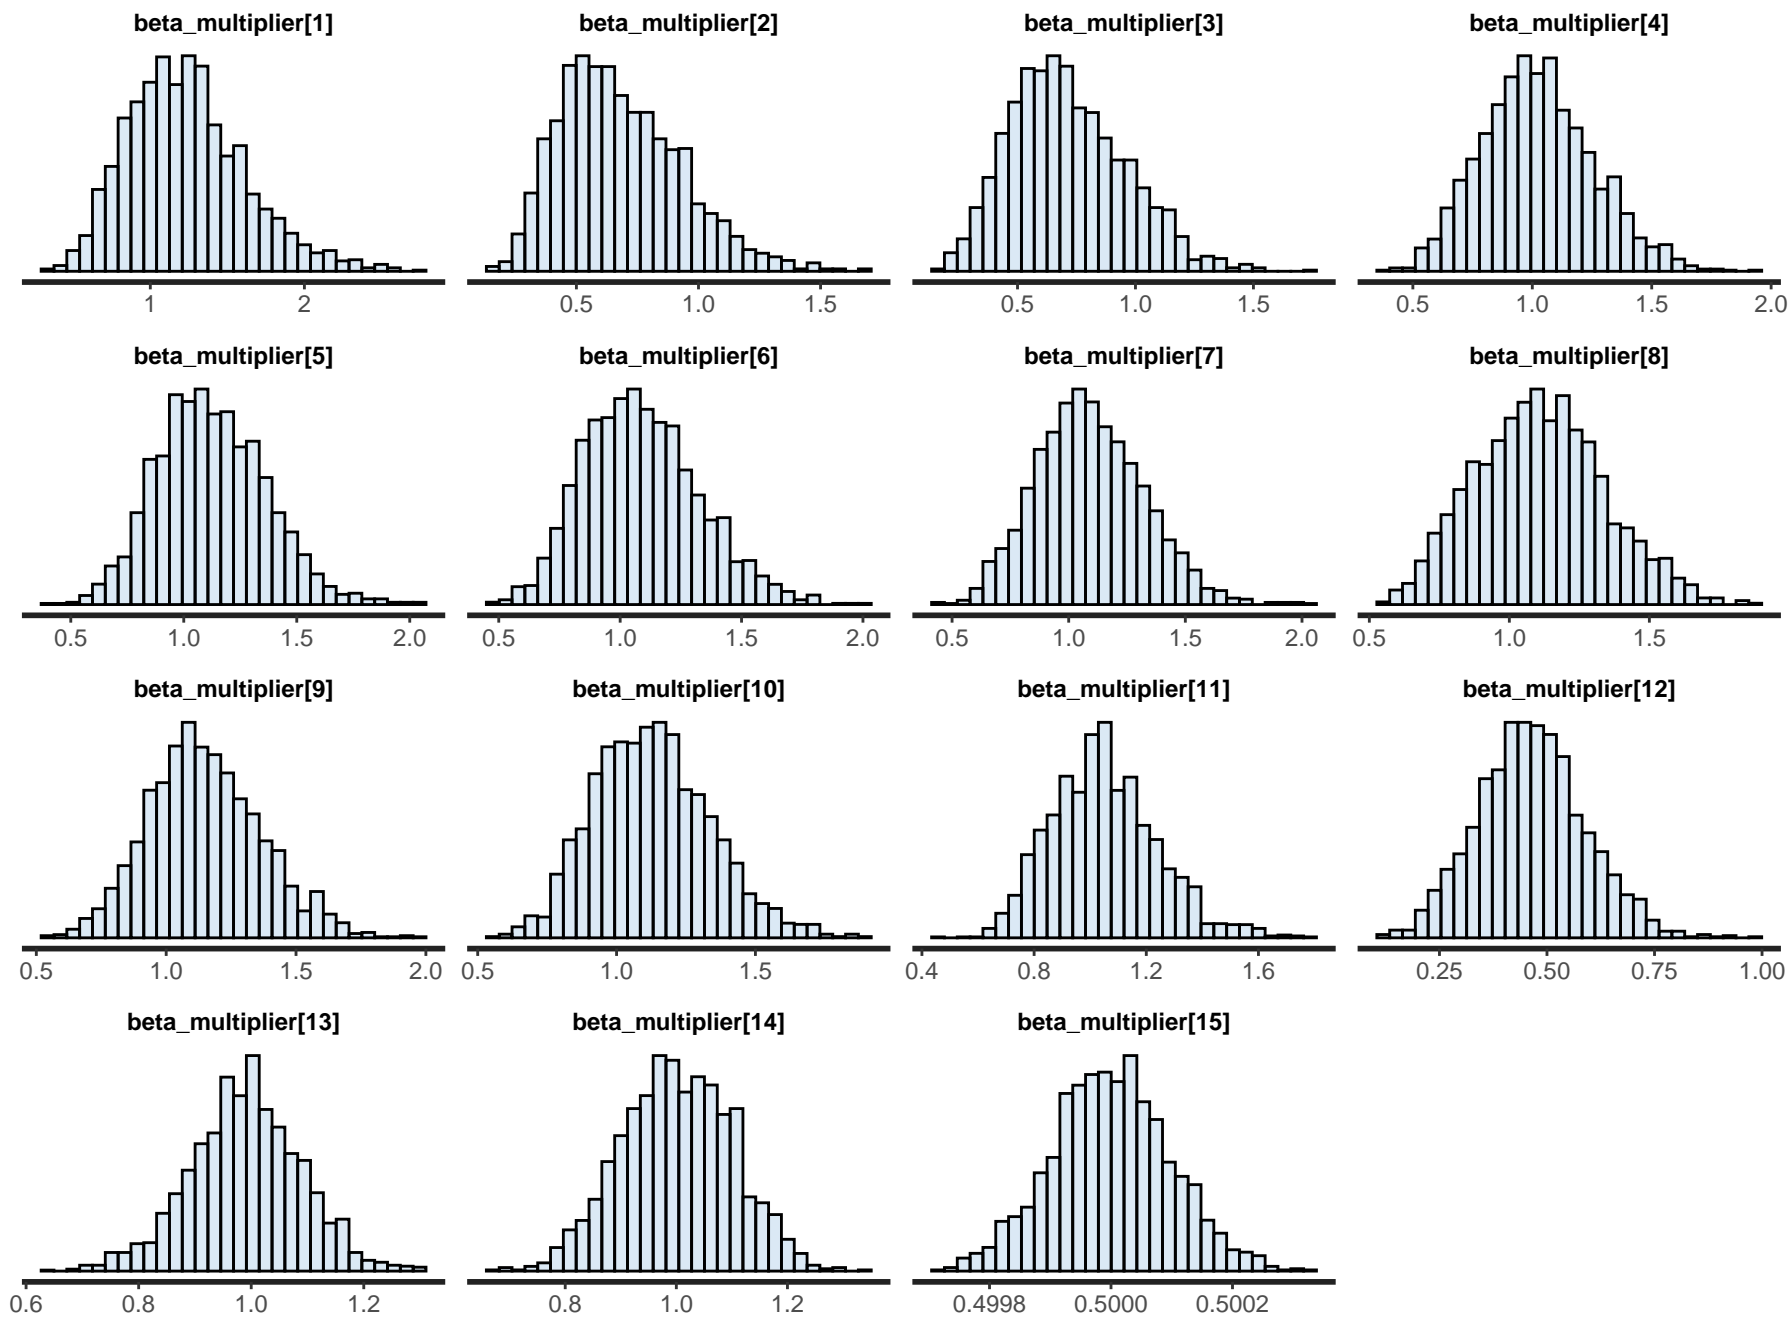 beta_multiplier[1] beta_multiplier[2] beta_multiplier[3] beta_multiplier[4]
1 2 0.5 1.0 1.5 0.5 1.0 1.5 0.5 1.0 1.5 2.0
beta_multiplier[5] beta_multiplier[6] beta_multiplier[7] beta_multiplier[8]
0.5 1.0 1.5 2.0 0.5 1.0 1.5 2.0 0.5 1.0 1.5 2.0 0.5 1.0 1.5
beta_multiplier[9] beta_multiplier[10] beta_multiplier[11] beta_multiplier[12]
0.5 1.0 1.5 2.0 0.5 1.0 1.5 0.4 0.8 1.2 1.6 0.25 0.50 0.75 1.00
beta_multiplier[13] beta_multiplier[14] beta_multiplier[15]
0.6 0.8 1.0 1.2 0.8 1.0 1.2 0.4998 0.5000 0.5002